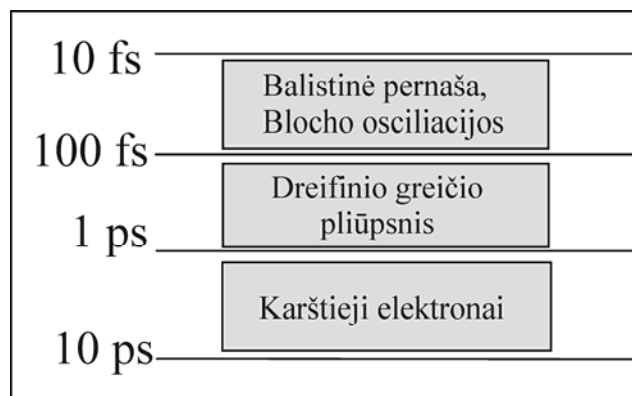 10 fs
Balistinė pernaša,
Blocho osciliacijos
100 fs
Dreifinio greičio
pliūpsnis
1 ps
Karštieji elektronai
10 ps